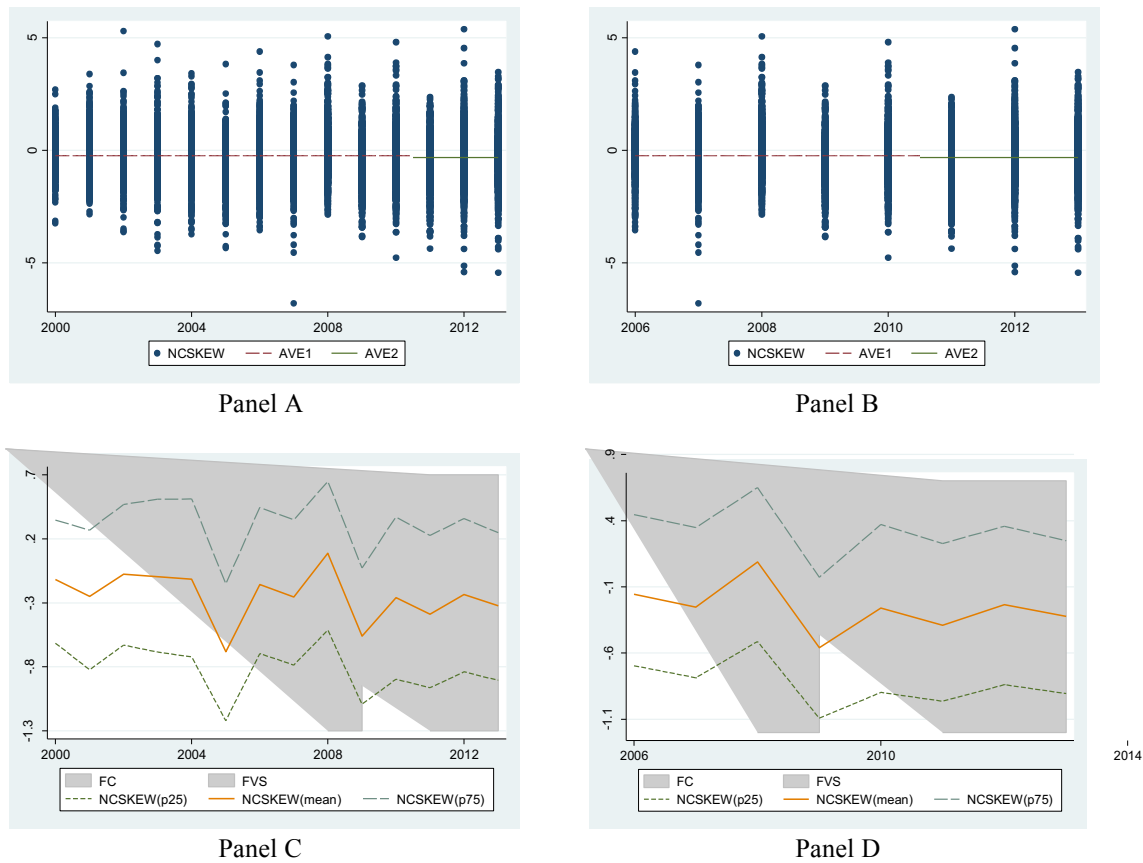 5
0
-5
2000 2004 2008 2012
NCSKEW AVE1 AVE2
Panel A
5
0
-5
2006 2008 2010 2012
NCSKEW AVE1 AVE2
Panel B
.7
.2
-.3
-.8
-1.3
2000 2004 2008 2012
FC FVS
NCSKEW(p25) NCSKEW(mean) NCSKEW(p75)
Panel C
.9
.4
-.1
-.6
-1.1
2006 2010 2014
FC FVS
NCSKEW(p25) NCSKEW(mean) NCSKEW(p75)
Panel D